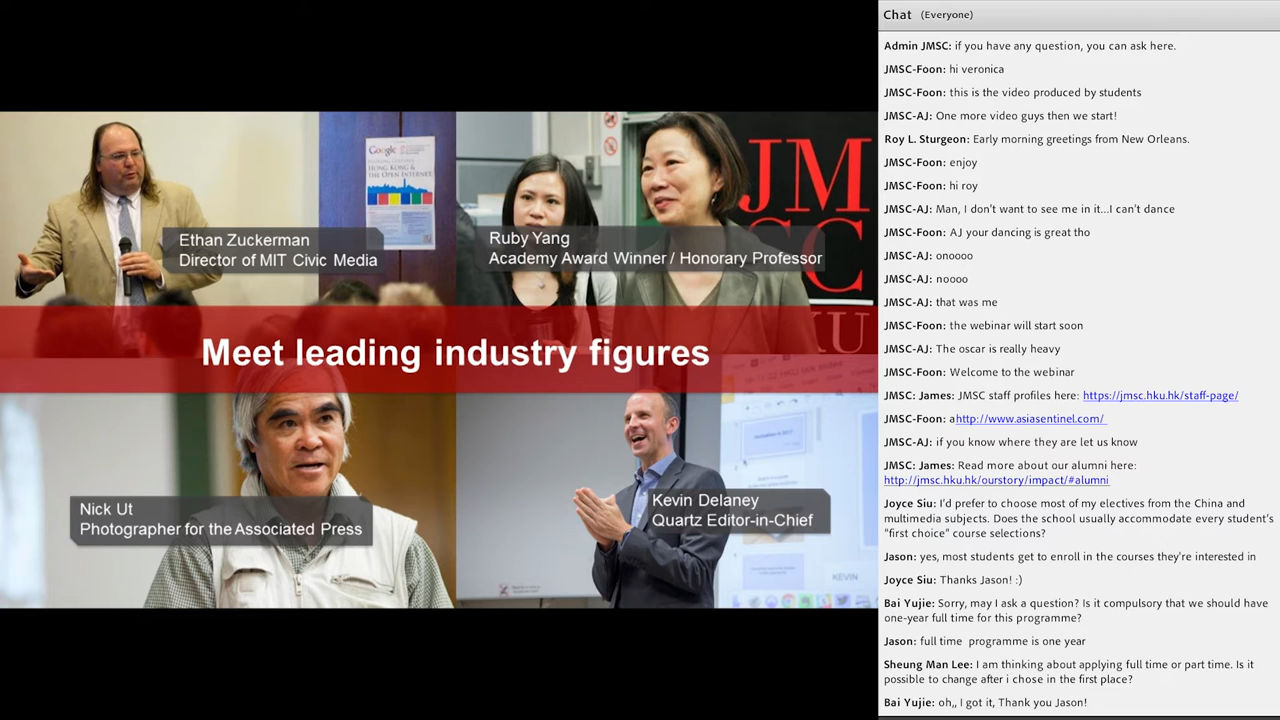 Google
HONG KONG &
THE OPEN INTERNET
Ethan Zuckerman
Director of MIT Civic Media
JM
SC
KU
Ruby Yang
Academy Award Winner / Honorary Professor
Meet leading industry figures
Nick Ut
Photographer for the Associated Press
Kevin Delaney
Quartz Editor-in-Chief
KEVIN
Chat (Everyone)
Admin JMSC: if you have any question, you can ask here.
JMSC-Foon: hi veronica
JMSC-Foon: this is the video produced by students
JMSC-AJ: One more video guys then we start!
Roy L. Sturgeon: Early morning greetings from New Orleans.
JMSC-Foon: enjoy
JMSC-Foon: hi roy
JMSC-AJ: Man, I don't want to see me in it...I can't dance
JMSC-Foon: AJ your dancing is great tho
JMSC-AJ: onoooo
JMSC-AJ: noooo
JMSC-AJ: that was me
JMSC-Foon: the webinar will start soon
JMSC-AJ: The oscar is really heavy
JMSC-Foon: Welcome to the webinar
JMSC: James: JMSC staff profiles here: https://jmsc.hku.hk/staff-page/
JMSC-Foon: ahttp://www.asiasentinel.com/
JMSC-AJ: if you know where they are let us know
JMSC: James: Read more about our alumni here:
http://jmsc.hku.hk/ourstory/impact/#alumni
Joyce Siu: I'd prefer to choose most of my electives from the China and
multimedia subjects. Does the school usually accommodate every student's
"first choice" course selections?
Jason: yes, most students get to enroll in the courses they're interested in
Joyce Siu: Thanks Jason! :)
Bai Yujie: Sorry, may I ask a question? Is it compulsory that we should have
one-year full time for this programme?
Jason: full time programme is one year
Sheung Man Lee: I am thinking about applying full time or part time. Is it
possible to change after i chose in the first place?
Bai Yujie: oh,, I got it, Thank you Jason!